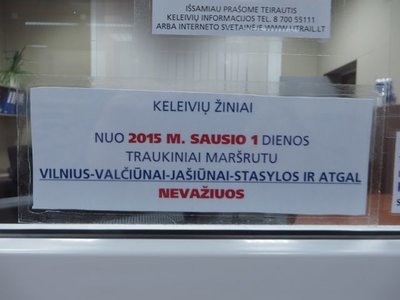 IŠSAMIAU PRAŠOME TEIRAUTIS
KELEIVIŲ INFORMACIJOS TEL. 8 700 55111
ARBA INTERNETO SVETAINĖJE WWW.LITRAIL.LT
KELEIVIŲ ŽINIAI
NUO 2015 M. SAUSIO 1 DIENOS
TRAUKINIAI MARŠRUTU
VILNIUS-VALČIŪNAI-JAŠIŪNAI-STASYLOS IR ATGAL
NEVAŽIUOS